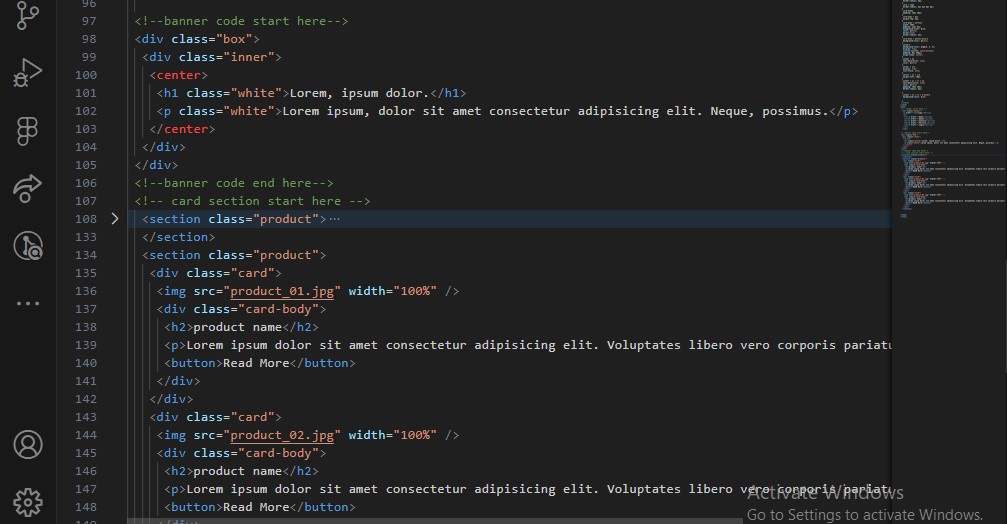 96
97 <!--banner code start here-->
98 <div class="box">
99 <div class="inner">
100 <center>
101 <h1 class="white">Lorem, ipsum dolor.</h1>
102 <p class="white">Lorem ipsum, dolor sit amet consectetur adipisicing elit. Neque, possimus.</p>
103 </center>
104 </div>
105 </div>
106 <!--banner code end here-->
107 <!-- card section start here -->
108 <section class="product">···
133 </section>
134 <section class="product">
135 <div class="card">
136 <img src="product_01.jpg" width="100%" />
137 <div class="card-body">
138 <h2>product name</h2>
139 <p>Lorem ipsum dolor sit amet consectetur adipisicing elit. Voluptates libero vero corporis pariatu
140 <button>Read More</button>
141 </div>
142 </div>
143 <div class="card">
144 <img src="product_02.jpg" width="100%" />
145 <div class="card-body">
146 <h2>product name</h2>
147 <p>Lorem ipsum dolor sit amet consectetur adipisicing elit. Voluptates libero vero corporis pariatu
148 <button>Read More</button>
149 </div>
Activate Windows
Go to Settings to activate Windows.